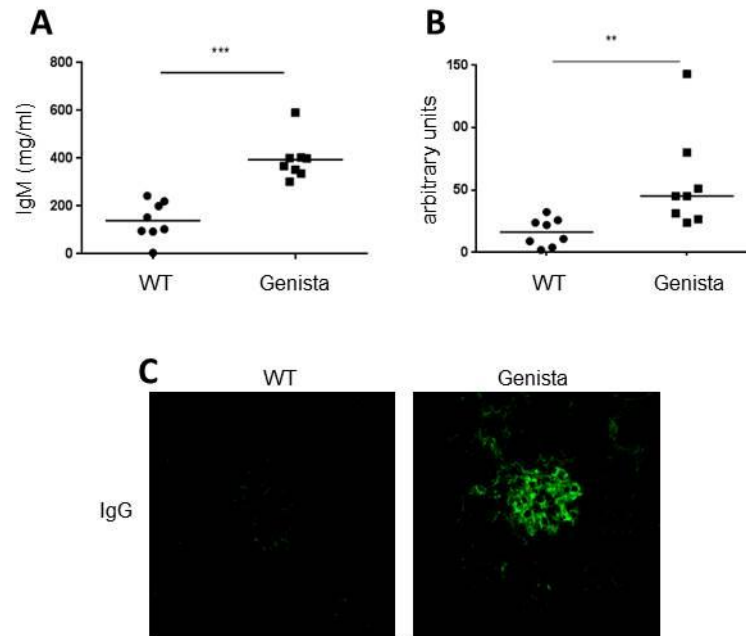 A
***
800
600
400
200
0
IgM (mg/ml)
WT
Genista
B
**
150
00
50
0
arbitrary units
WT
Genista
C
WT
Genista
IgG